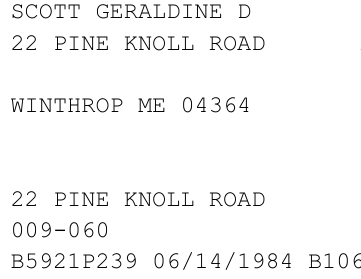 SCOTT GERALDINE D
22 PINE KNOLL ROAD
WINTHROP ME 04364
22 PINE KNOLL ROAD
009-060
B5921P239 06/14/1984